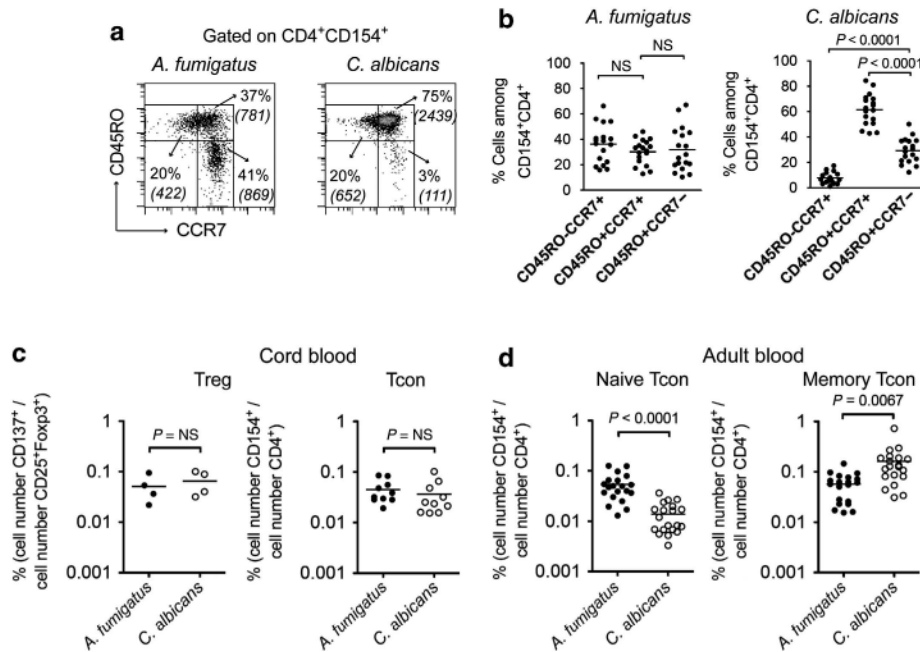 a
Gated on CD4+CD154+
A. fumigatus
C. albicans
37%
(781)
20%
(422)
41%
(869)
75%
(2439)
20%
(652)
3%
(111)
CD45RO
CCR7
b
A. fumigatus
NS
NS
% Cells among
CD154+CD4+
100
80
60
40
20
0
CD45RO-CCR7+
CD45RO+CCR7+
CD45RO+CCR7–
C. albicans
P < 0.0001
P < 0.0001
% Cells among
CD154+CD4+
100
80
60
40
20
0
CD45RO-CCR7+
CD45RO+CCR7+
CD45RO+CCR7–
c
Cord blood
Treg
P = NS
% (cell number CD137+ /
cell number CD25+Foxp3+)
1
0.1
0.01
0.001
A. fumigatus
C. albicans
Tcon
P = NS
% (cell number CD154+ /
cell number CD4+)
1
0.1
0.01
0.001
A. fumigatus
C. albicans
d
Adult blood
Naive Tcon
P < 0.0001
% (cell number CD154+ /
cell number CD4+)
1
0.1
0.01
0.001
A. fumigatus
C. albicans
Memory Tcon
P = 0.0067
% (cell number CD154+ /
cell number CD4+)
1
0.1
0.01
0.001
A. fumigatus
C. albicans